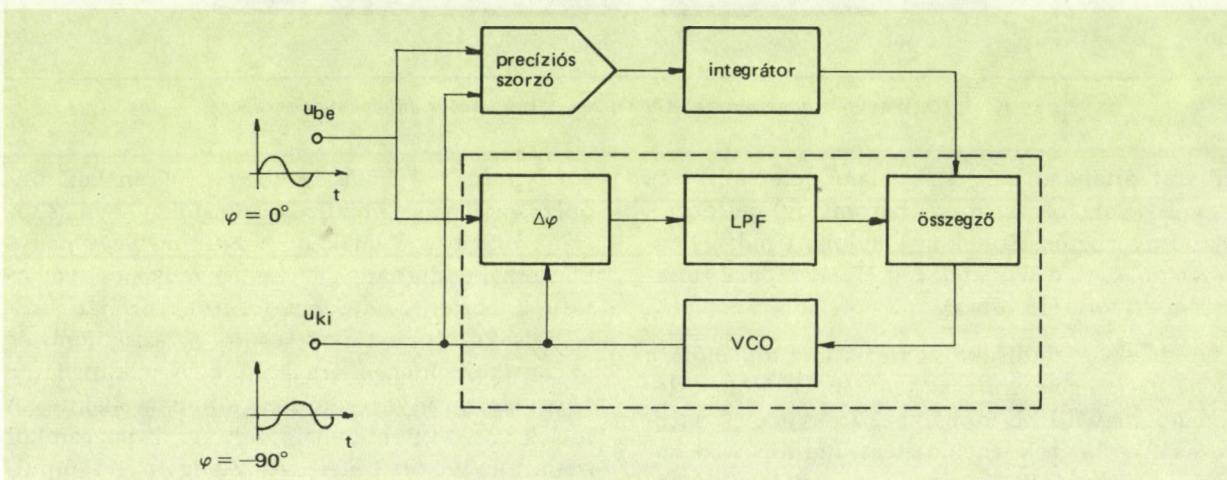 precíziós
szorzó
integrátor
u_be
t
φ = 0°
Δφ
LPF
összegző
u_ki
VCO
t
φ = –90°